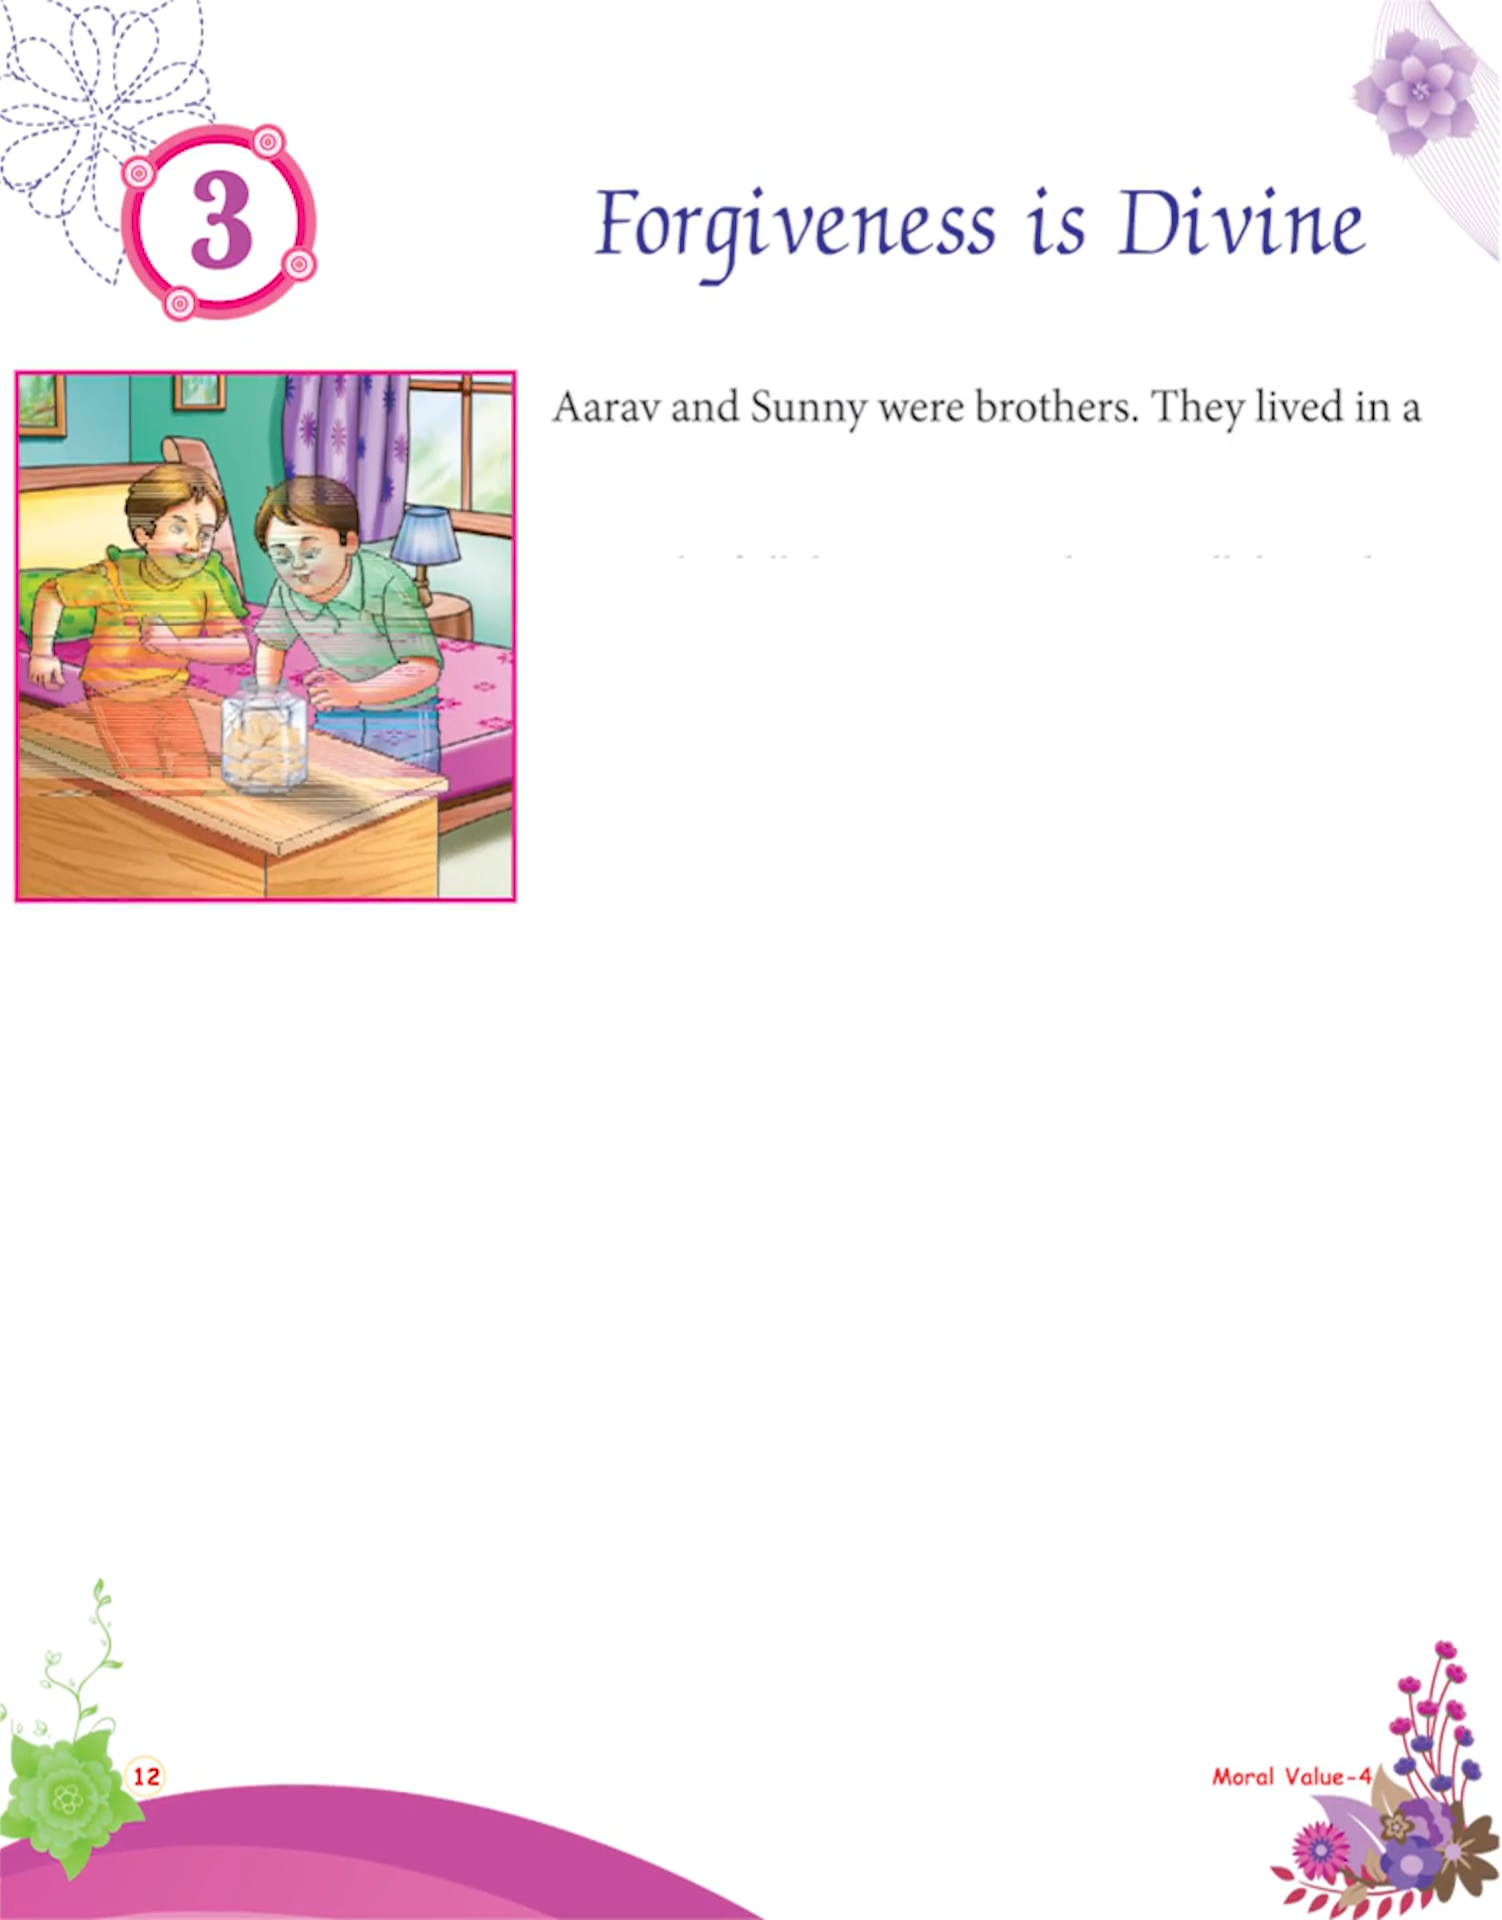 3
Forgiveness is Divine
Aarav and Sunny were brothers. They lived in a
12
Moral Value-4